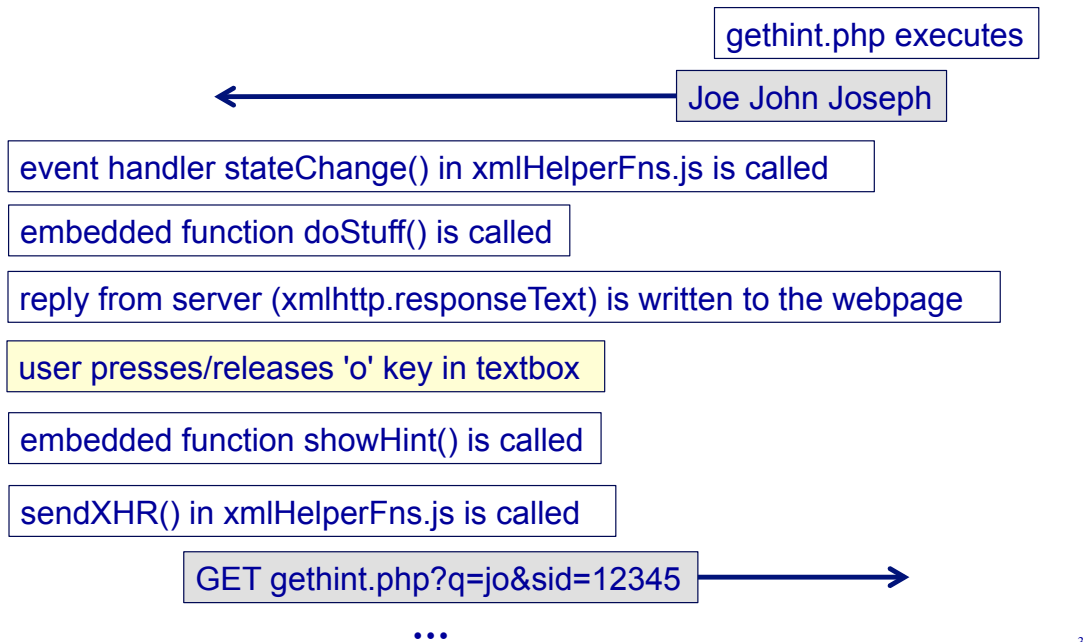 gethint.php executes
Joe John Joseph
event handler stateChange() in xmlHelperFns.js is called
embedded function doStuff() is called
reply from server (xmlhttp.responseText) is written to the webpage
user presses/releases 'o' key in textbox
embedded function showHint() is called
sendXHR() in xmlHelperFns.js is called
GET gethint.php?q=jo&sid=12345
...